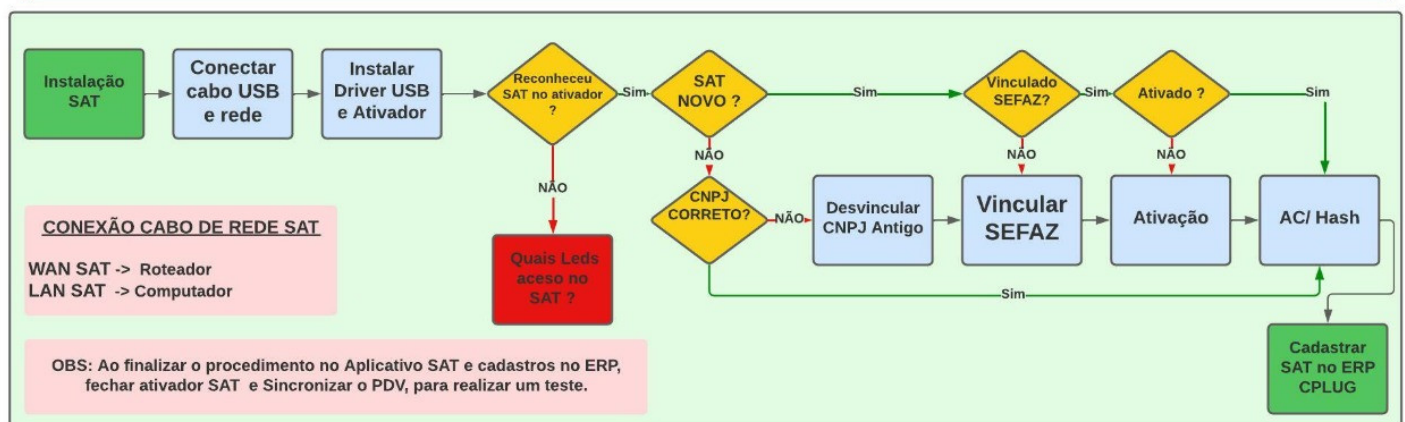 Instalação
SAT
Conectar
cabo USB
e rede
Instalar
Driver USB
e Ativador
Reconheceu
SAT no ativador
?
Sim
SAT
NOVO ?
Sim
Vinculado
SEFAZ?
Sim
Ativado ?
Sim
NÃO
NÃO
NÃO
NÃO
CNPJ
CORRETO?
NÃO
Desvincular
CNPJ Antigo
Vincular
SEFAZ
Ativação
AC/ Hash
Sim
CONEXÃO CABO DE REDE SAT
WAN SAT -> Roteador
LAN SAT -> Computador
Quais Leds
aceso no
SAT ?
OBS: Ao finalizar o procedimento no Aplicativo SAT e cadastros no ERP,
fechar ativador SAT e Sincronizar o PDV, para realizar um teste.
Cadastrar
SAT no ERP
CPLUG